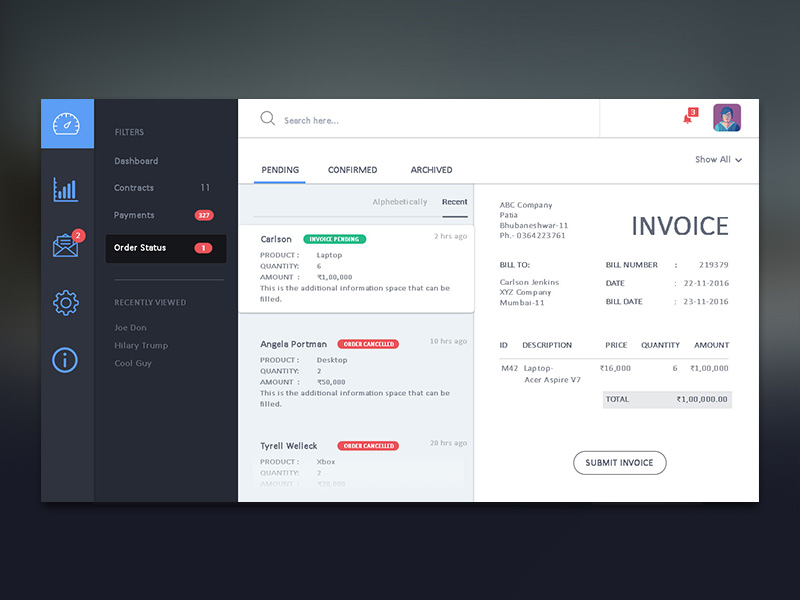 2
FILTERS
Dashboard
Contracts 11
Payments 327
Order Status 1
RECENTLY VIEWED
Joe Don
Hilary Trump
Cool Guy
Search here...
3
PENDING CONFIRMED ARCHIVED
Show All
Alphebetically Recent
Carlson INVOICE PENDING 2 hrs ago
PRODUCT : Laptop
QUANTITY: 6
AMOUNT : ₹1,00,000
This is the additional information space that can be
filled.
Angela Portman ORDER CANCELLED 10 hrs ago
PRODUCT : Desktop
QUANTITY: 2
AMOUNT : ₹50,000
This is the additional information space that can be
filled.
Tyrell Welleck ORDER CANCELLED 20 hrs ago
PRODUCT : Xbox
QUANTITY: 2
AMOUNT : ₹20,000
ABC Company
Patia
Bhubaneshwar-11
Ph.- 0364223761
INVOICE
BILL TO:
Carlson Jenkins
XYZ Company
Mumbai-11
BILL NUMBER : 219379
DATE : 22-11-2016
BILL DATE : 23-11-2016
ID DESCRIPTION PRICE QUANTITY AMOUNT
M42 Laptop- ₹16,000 6 ₹1,00,000
Acer Aspire V7
TOTAL ₹1,00,000.00
SUBMIT INVOICE